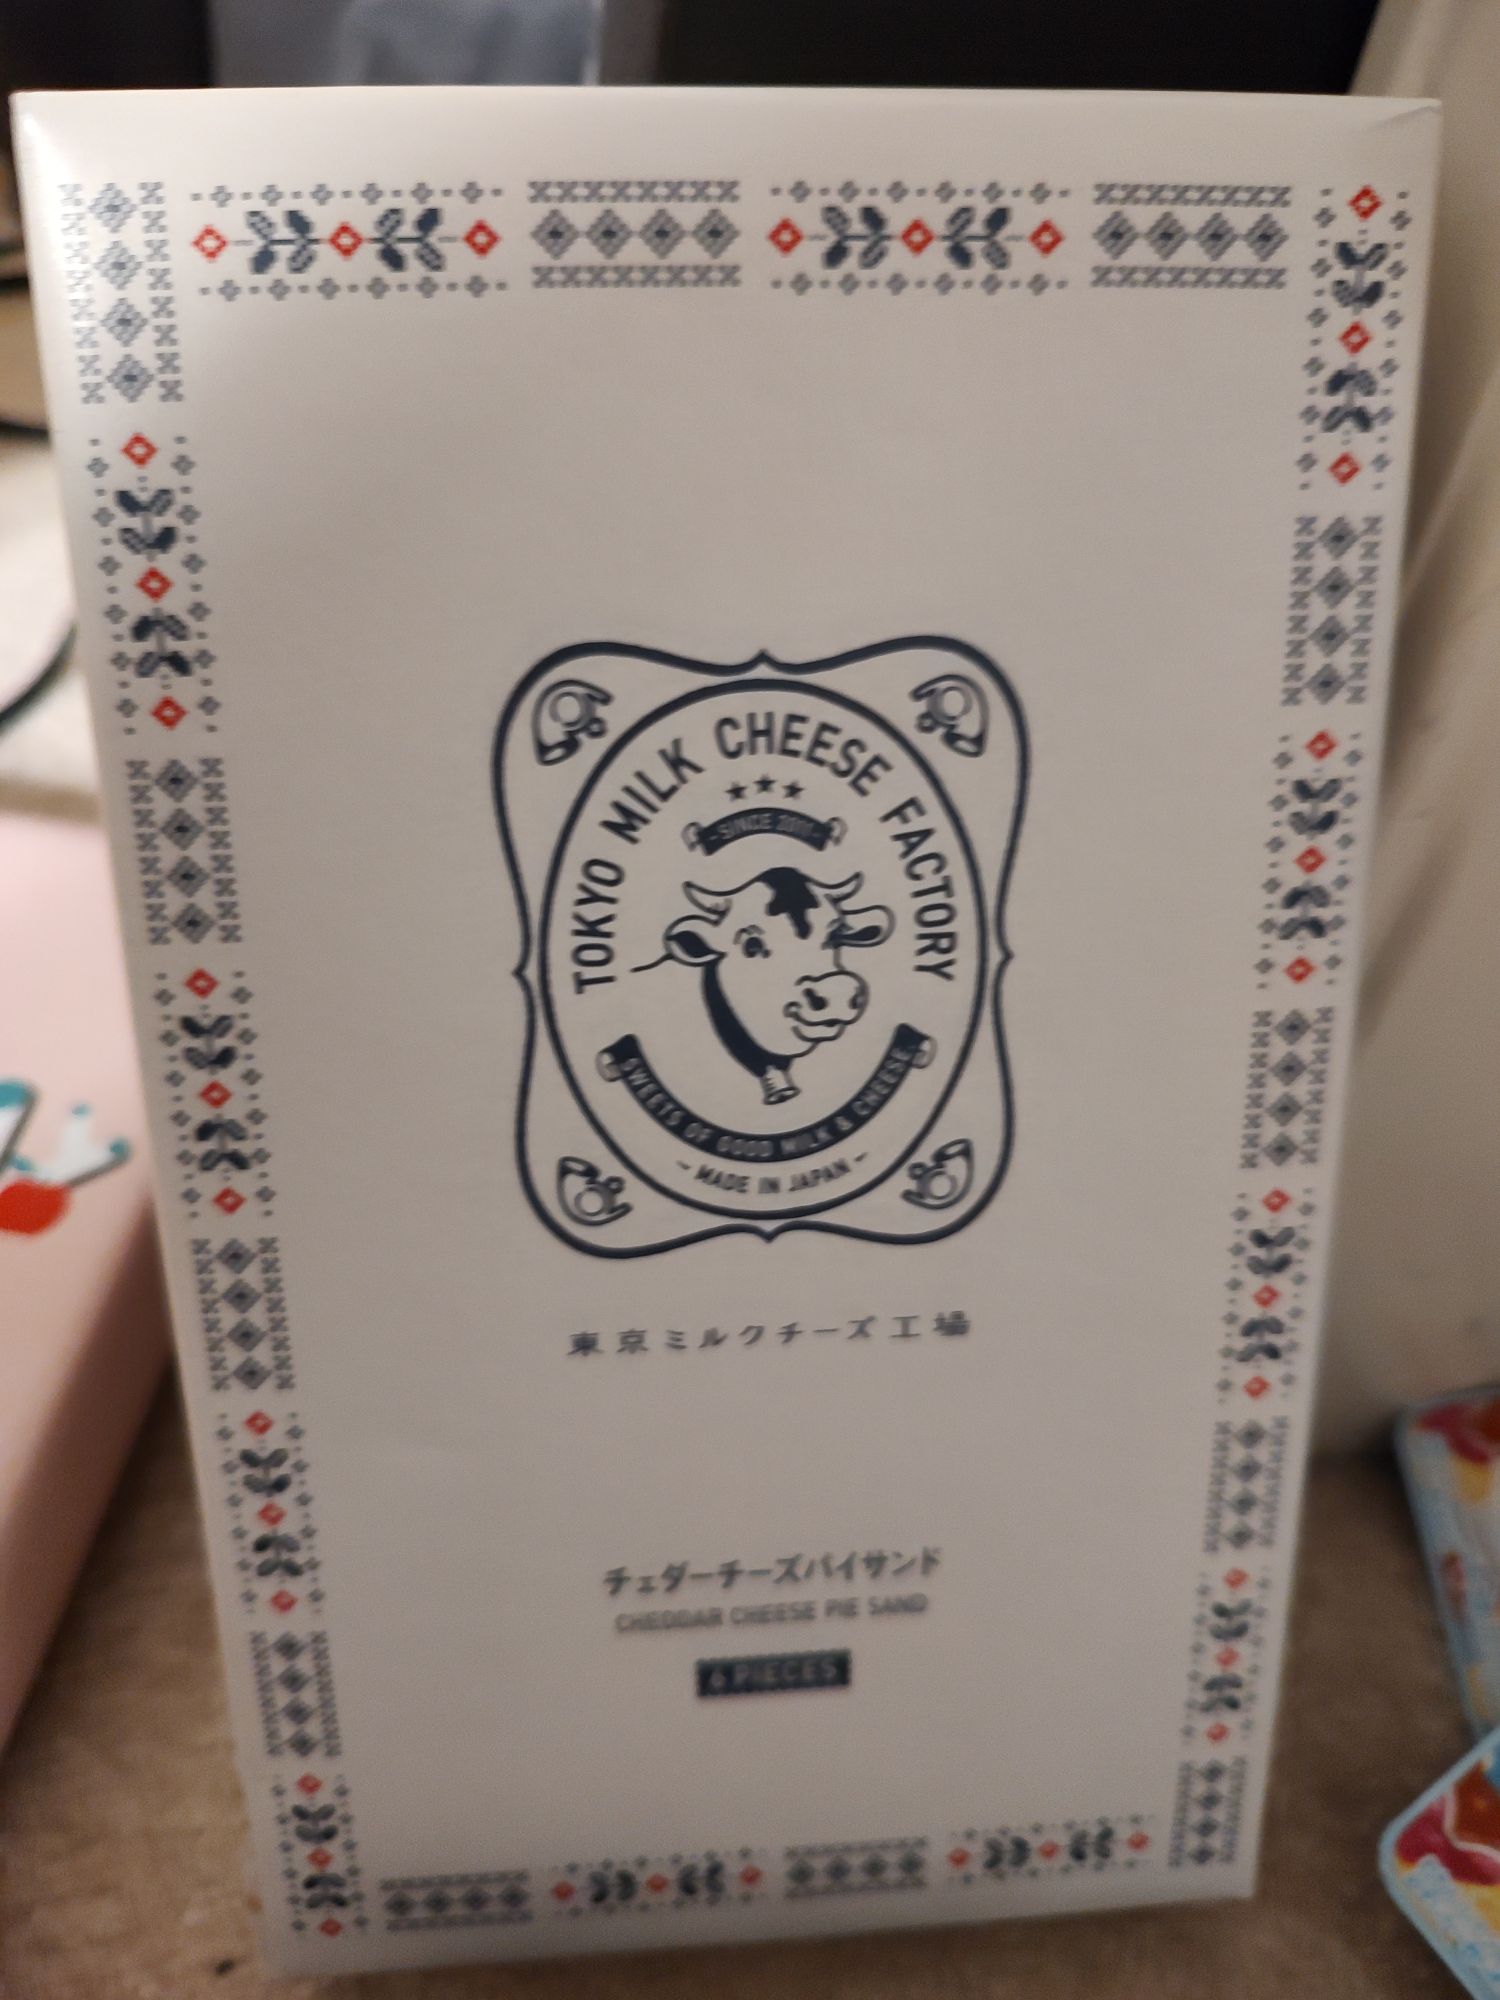 TOKYO MILK CHEESE FACTORY
SWEETS OF GOOD MILK & CHEESE
- MADE IN JAPAN -
東京ミルクチーズ工場
チェダーチーズパイサンド
CHEDDAR CHEESE PIE SAND
6 PIECES